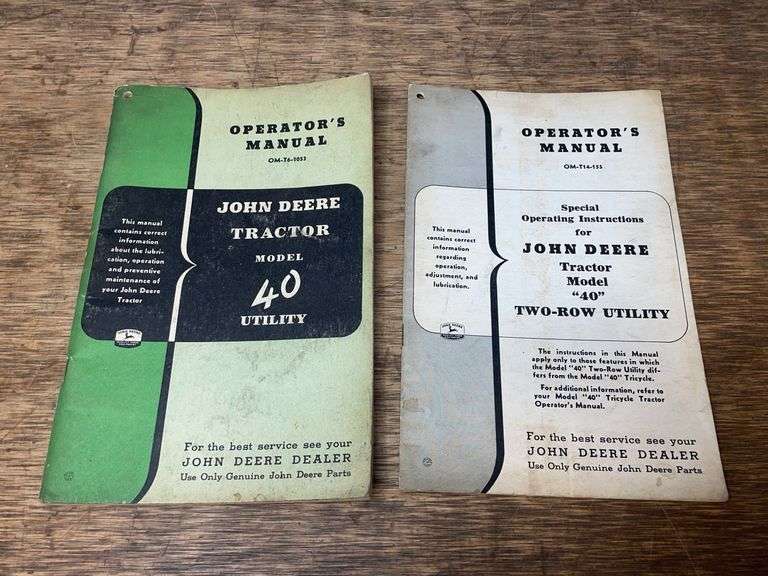 OPERATOR'S
MANUAL
OM-T6-1053
This manual
contains correct
information
about the lubri-
cation, operation
and preventive
maintenance of
your John Deere
Tractor
JOHN DEERE
TRACTOR
MODEL
40
UTILITY
JOHN DEERE
For the best service see your
JOHN DEERE DEALER
Use Only Genuine John Deere Parts
OPERATOR'S
MANUAL
OM-T14-155
This manual
contains correct
information
regarding
operation,
adjustment, and
lubrication.
Special
Operating Instructions
for
JOHN DEERE
Tractor
Model
"40"
TWO-ROW UTILITY
JOHN DEERE
The instructions in this Manual
apply only to those features in which
the Model "40" Two-Row Utility dif-
fers from the Model "40" Tricycle.
For additional information, refer to
your Model "40" Tricycle Tractor
Operator's Manual.
For the best service see your
JOHN DEERE DEALER
Use Only Genuine John Deere Parts